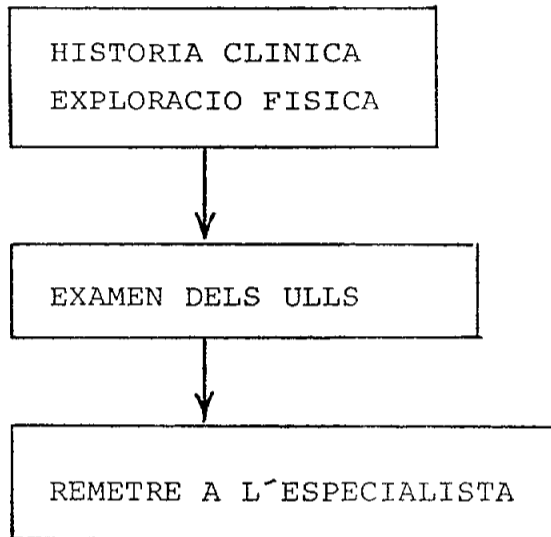 HISTORIA CLINICA
EXPLORACIO FISICA
EXAMEN DELS ULLS
REMETRE A L´ESPECIALISTA